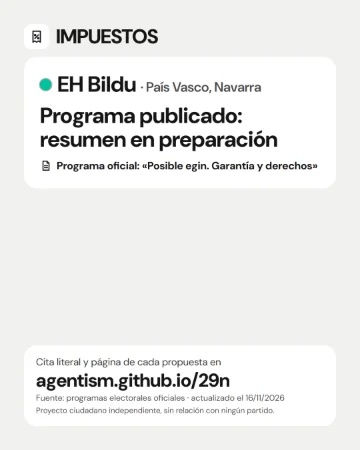 IMPUESTOS
EH Bildu · País Vasco, Navarra
Programa publicado:
resumen en preparación
Programa oficial: «Posible egin. Garantía y derechos»
Cita literal y página de cada propuesta en
agentism.github.io/29n
Fuente: programas electorales oficiales · actualizado el 16/11/2026
Proyecto ciudadano independiente, sin relación con ningún partido.